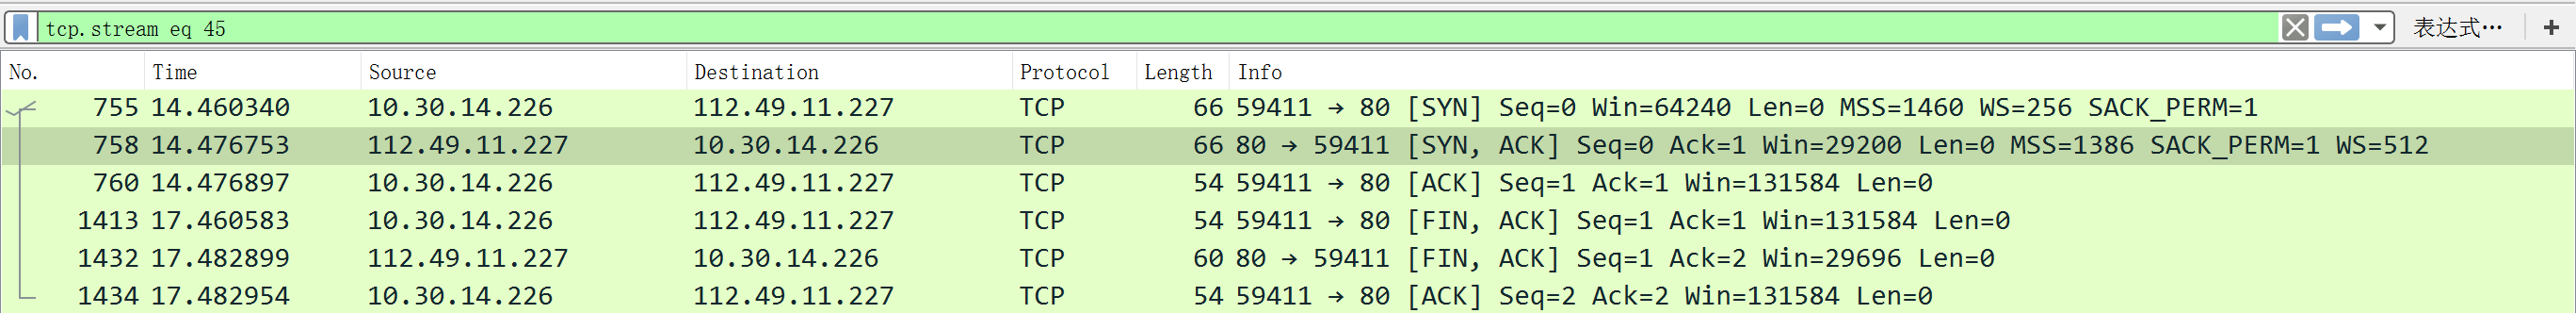 tcp.stream eq 45 表达式… +
No. Time Source Destination Protocol Length Info
755 14.460340 10.30.14.226 112.49.11.227 TCP 66 59411 → 80 [SYN] Seq=0 Win=64240 Len=0 MSS=1460 WS=256 SACK_PERM=1
758 14.476753 112.49.11.227 10.30.14.226 TCP 66 80 → 59411 [SYN, ACK] Seq=0 Ack=1 Win=29200 Len=0 MSS=1386 SACK_PERM=1 WS=512
760 14.476897 10.30.14.226 112.49.11.227 TCP 54 59411 → 80 [ACK] Seq=1 Ack=1 Win=131584 Len=0
1413 17.460583 10.30.14.226 112.49.11.227 TCP 54 59411 → 80 [FIN, ACK] Seq=1 Ack=1 Win=131584 Len=0
1432 17.482899 112.49.11.227 10.30.14.226 TCP 60 80 → 59411 [FIN, ACK] Seq=1 Ack=2 Win=29696 Len=0
1434 17.482954 10.30.14.226 112.49.11.227 TCP 54 59411 → 80 [ACK] Seq=2 Ack=2 Win=131584 Len=0